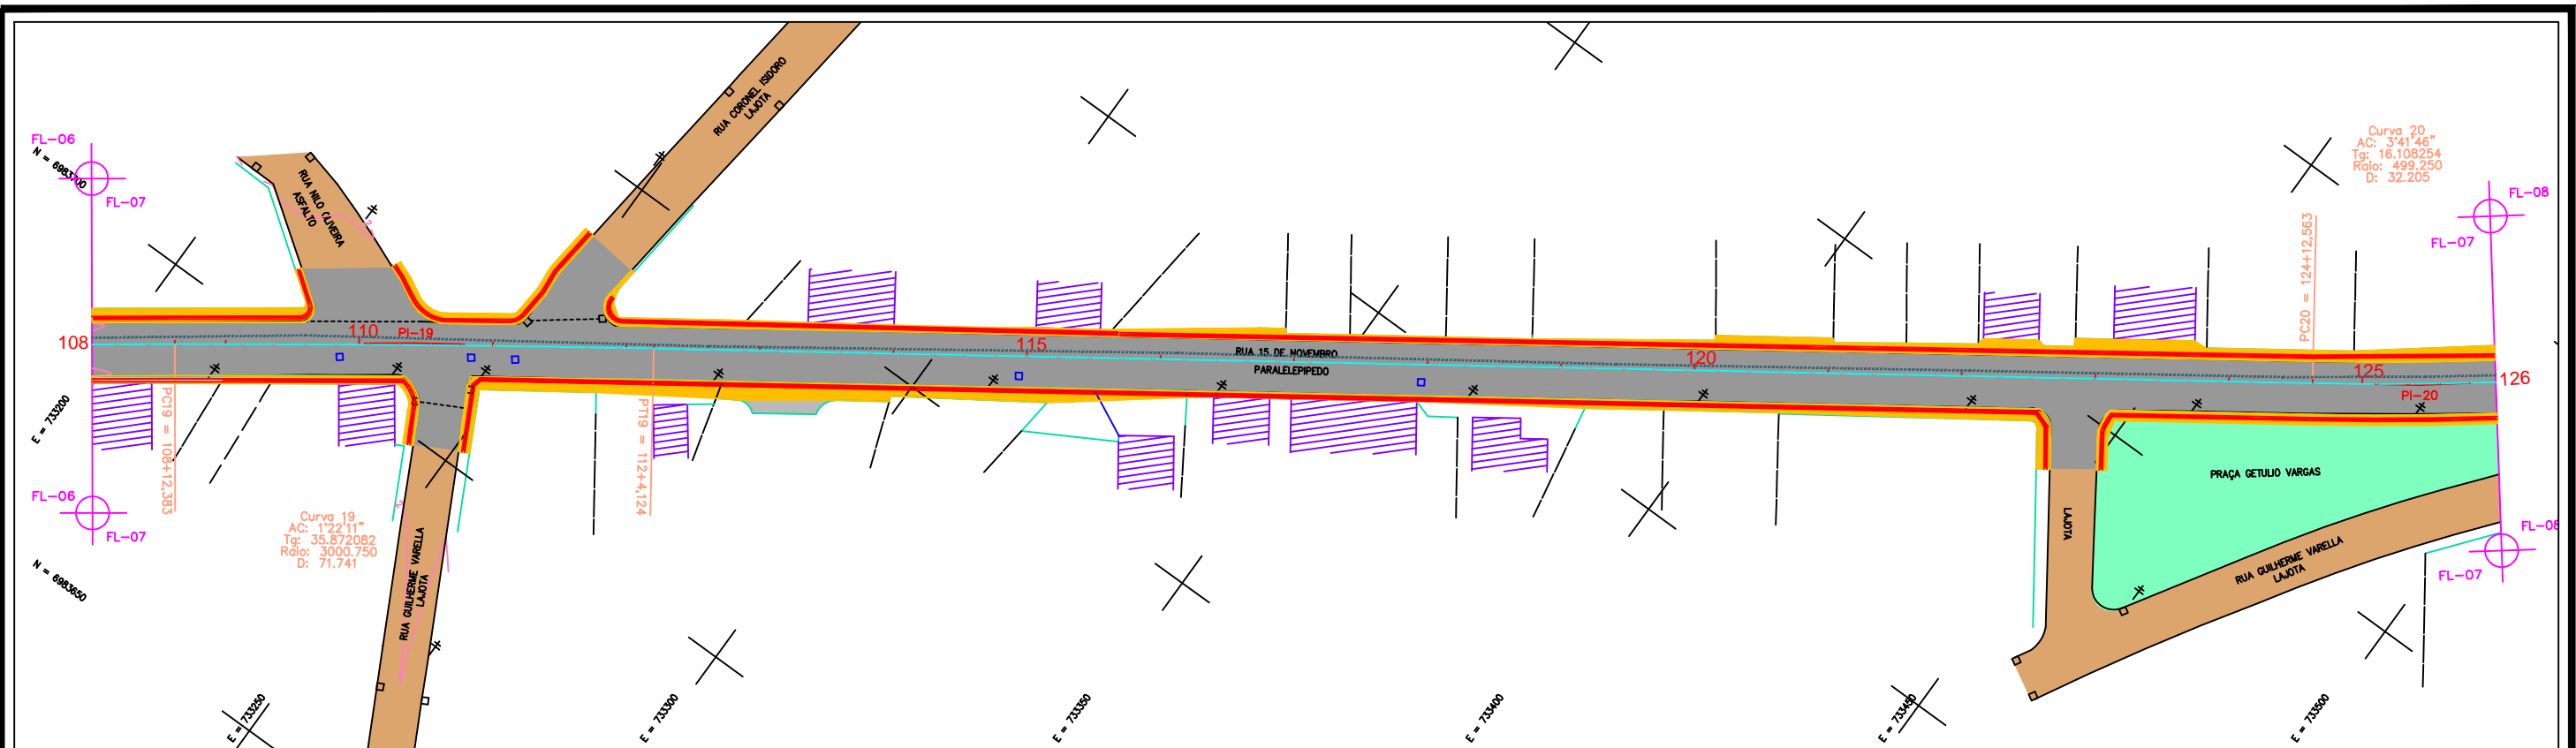 FL-06
N = 6983700
FL-07
RUA NILO OLIVEIRA
ASFALTO
RUA CORONEL ISIDORO
LAJOTA
Curva 20
AC: 3°41'46"
Tg: 16.108254
Raio: 499.250
D: 32.205
FL-08
FL-07
PC20 = 124+12,563
108
110
PI-19
115
RUA 15 DE NOVEMBRO
PARALELEPIPEDO
120
125
126
PI-20
E = 733200
PC19 = 108+12,383
PT19 = 112+4,124
FL-06
FL-07
Curva 19
AC: 1°22'11"
Tg: 35.872082
Raio: 3000.750
D: 71.741
RUA GUILHERME VARELLA
LAJOTA
PRAÇA GETULIO VARGAS
LAJOTA
RUA GUILHERME VARELLA
LAJOTA
FL-08
FL-07
N = 6983650
E = 733250
E = 733300
E = 733350
E = 733400
E = 733450
E = 733500